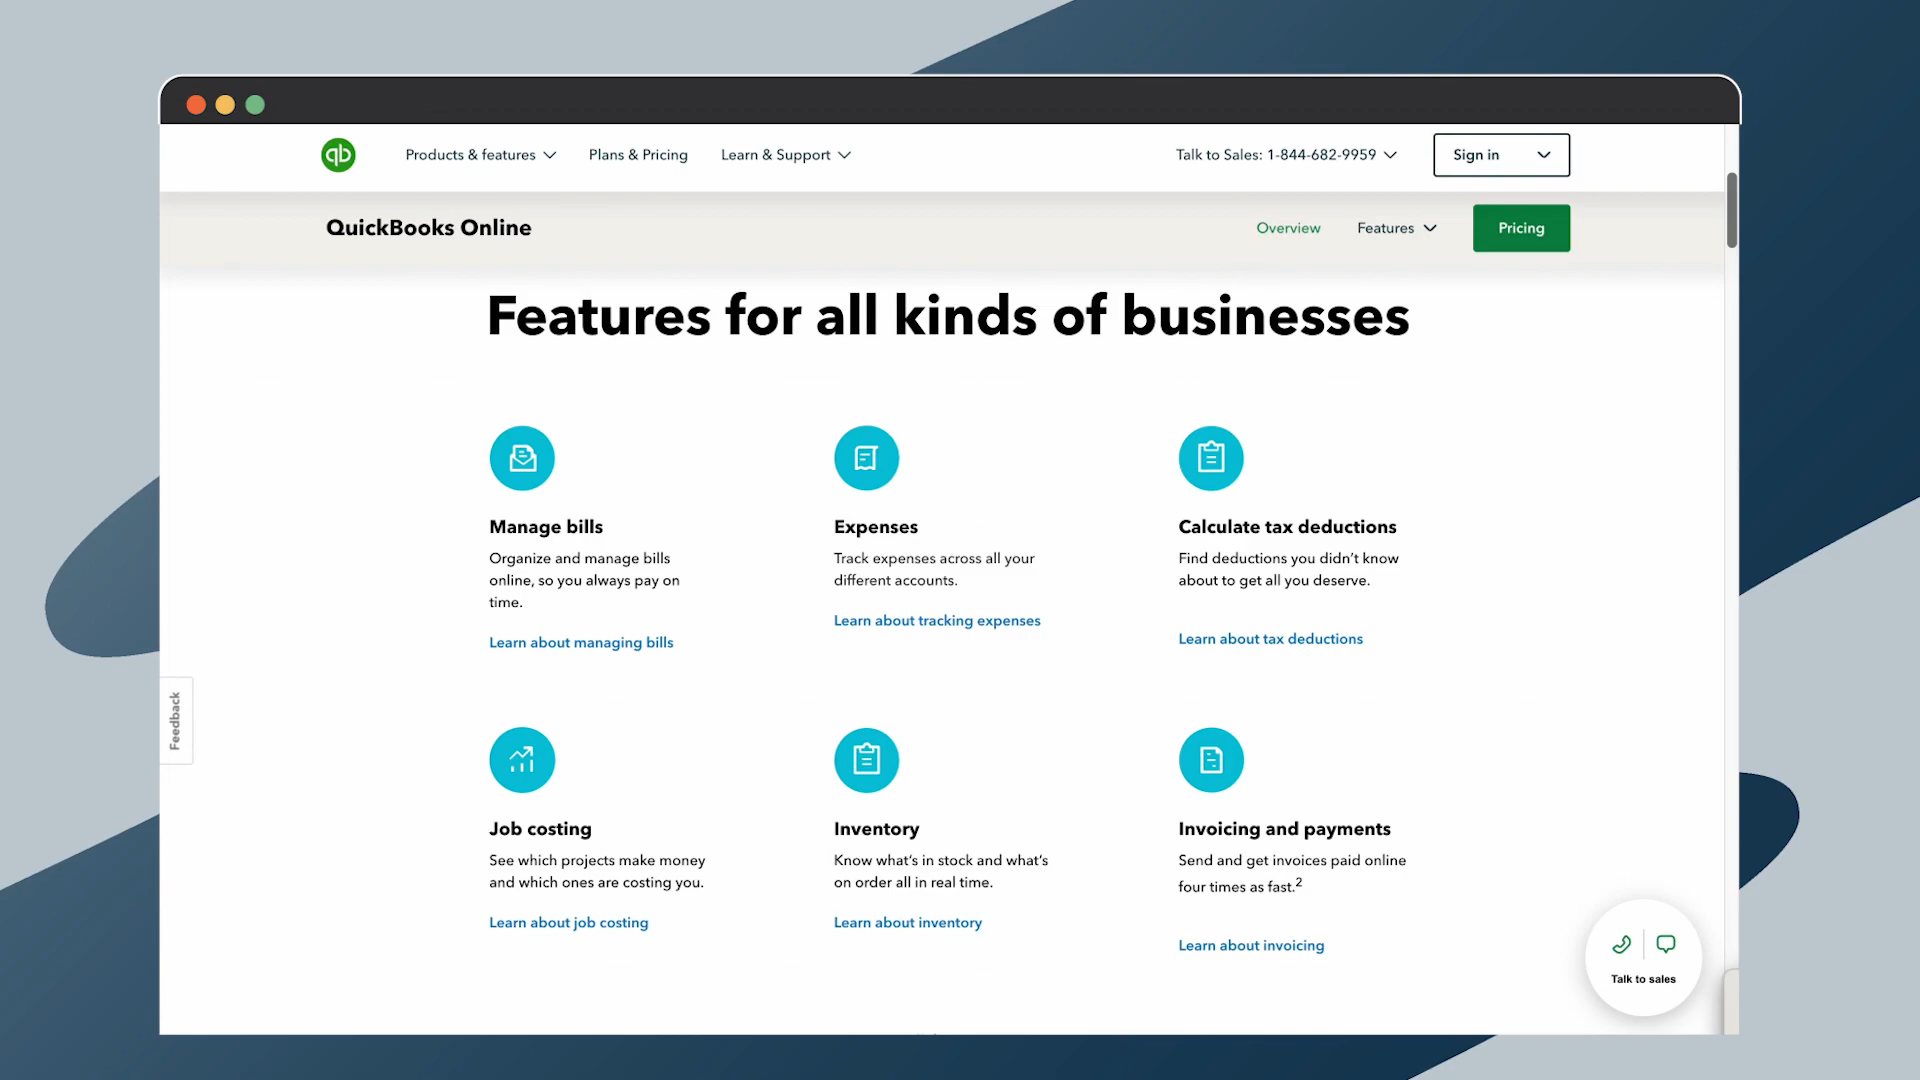 qb
Products & features
Plans & Pricing
Learn & Support
Talk to Sales: 1-844-682-9959
Sign in
QuickBooks Online
Overview
Features
Pricing
Features for all kinds of businesses
Manage bills
Organize and manage bills
online, so you always pay on
time.
Learn about managing bills
Expenses
Track expenses across all your
different accounts.
Learn about tracking expenses
Calculate tax deductions
Find deductions you didn’t know
about to get all you deserve.
Learn about tax deductions
Feedback
Job costing
See which projects make money
and which ones are costing you.
Learn about job costing
Inventory
Know what’s in stock and what’s
on order all in real time.
Learn about inventory
Invoicing and payments
Send and get invoices paid online
four times as fast.²
Learn about invoicing
Talk to sales